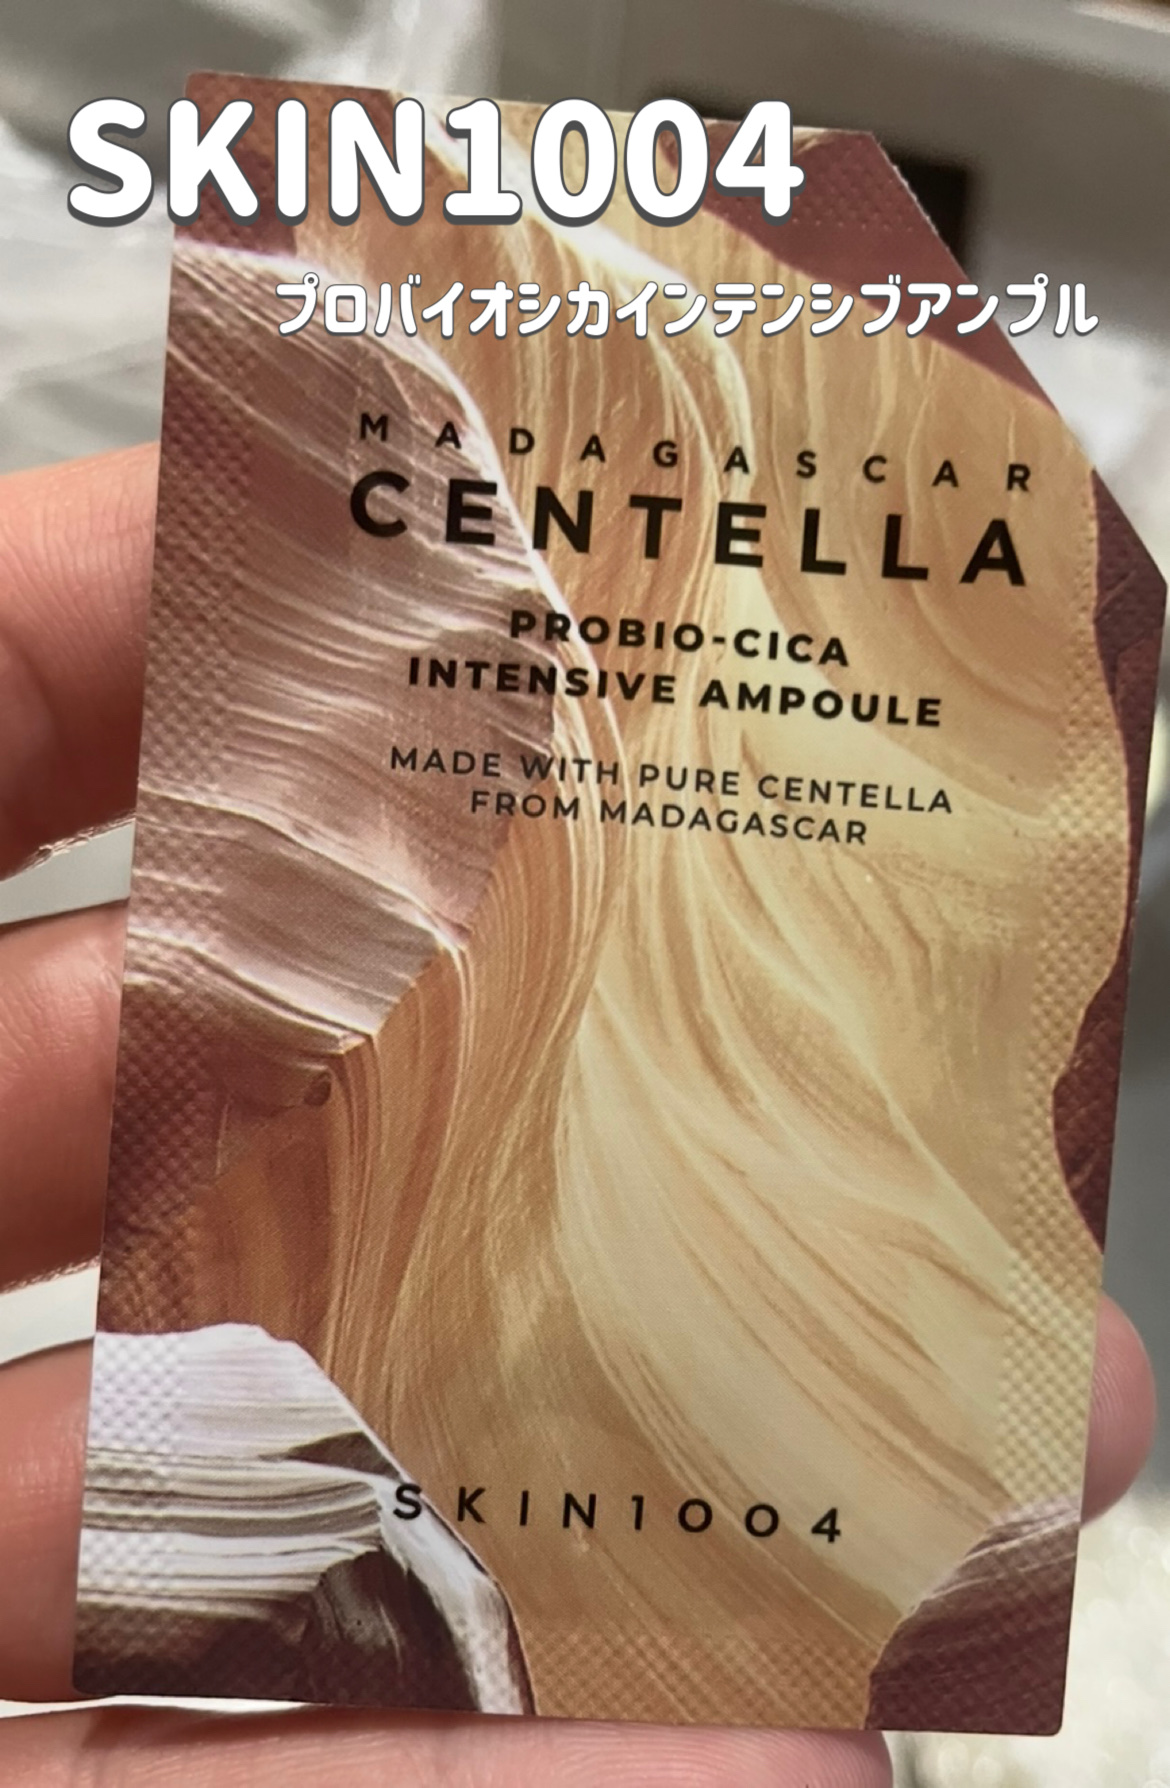 SKIN1004
プロバイオシカインテンシブアンプル
MADAGASCAR
CENTELLA
PROBIO-CICA
INTENSIVE AMPOULE
MADE WITH PURE CENTELLA
FROM MADAGASCAR
SKIN1004